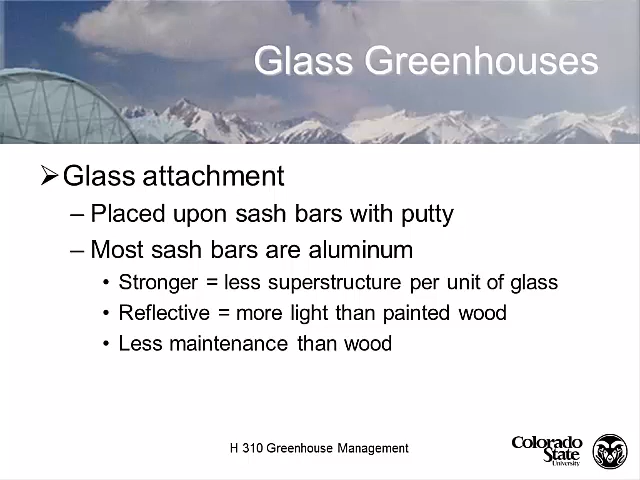 Glass Greenhouses
➢Glass attachment
– Placed upon sash bars with putty
– Most sash bars are aluminum
• Stronger = less superstructure per unit of glass
• Reflective = more light than painted wood
• Less maintenance than wood
H 310 Greenhouse Management
Colorado
State
University